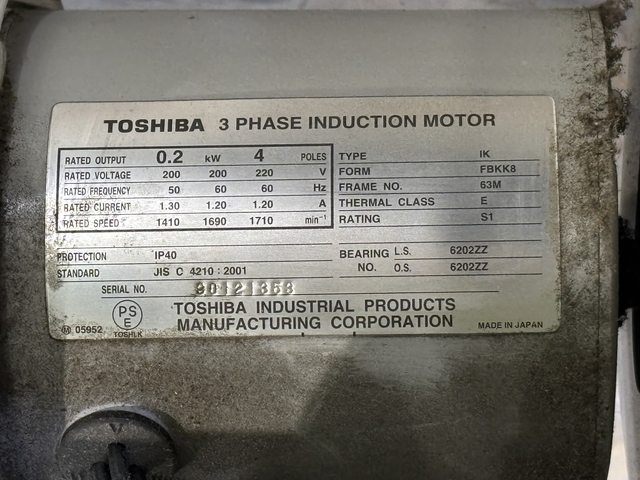 TOSHIBA 3 PHASE INDUCTION MOTOR
RATED OUTPUT 0.2 kW 4 POLES
RATED VOLTAGE 200 200 220 V
RATED FREQUENCY 50 60 60 Hz
RATED CURRENT 1.30 1.20 1.20 A
RATED SPEED 1410 1690 1710 min⁻¹
TYPE IK
FORM FBKK8
FRAME NO. 63M
THERMAL CLASS E
RATING S1
PROTECTION IP40
STANDARD JIS C 4210 : 2001
BEARING L.S. 6202ZZ
NO. O.S. 6202ZZ
SERIAL NO. 90121353
PS
E
TOSHLK
Ⓜ 05952
TOSHIBA INDUSTRIAL PRODUCTS
MANUFACTURING CORPORATION
MADE IN JAPAN